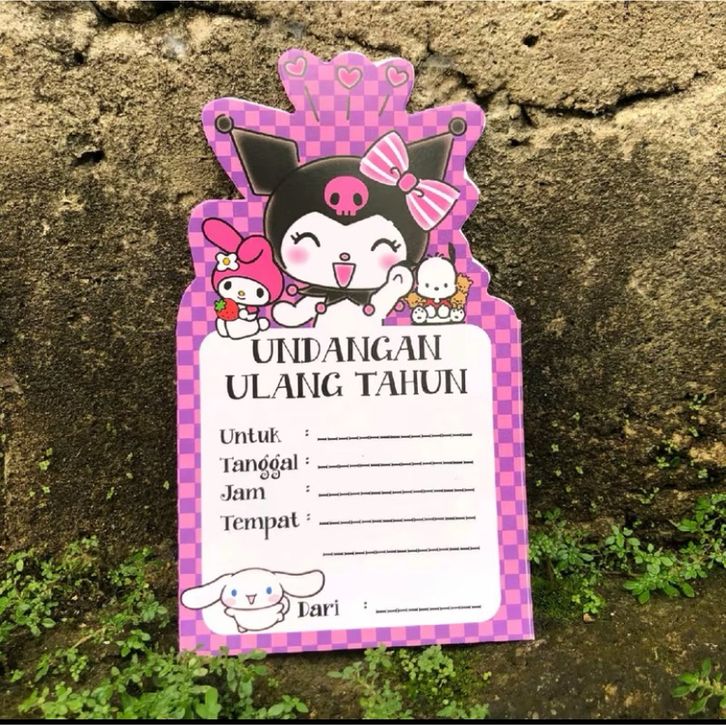 UNDANGAN
ULANG TAHUN
Untuk :
Tanggal :
Jam :
Tempat :
Dari :